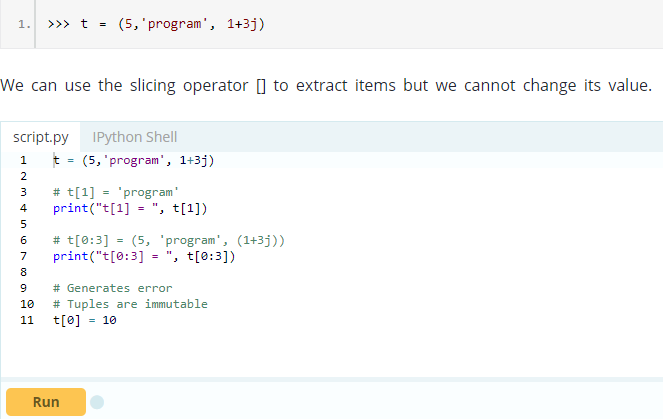 1. >>> t = (5,'program', 1+3j)
We can use the slicing operator [] to extract items but we cannot change its value.
script.py IPython Shell
1 t = (5,'program', 1+3j)
2
3 # t[1] = 'program'
4 print("t[1] = ", t[1])
5
6 # t[0:3] = (5, 'program', (1+3j))
7 print("t[0:3] = ", t[0:3])
8
9 # Generates error
10 # Tuples are immutable
11 t[0] = 10
Run